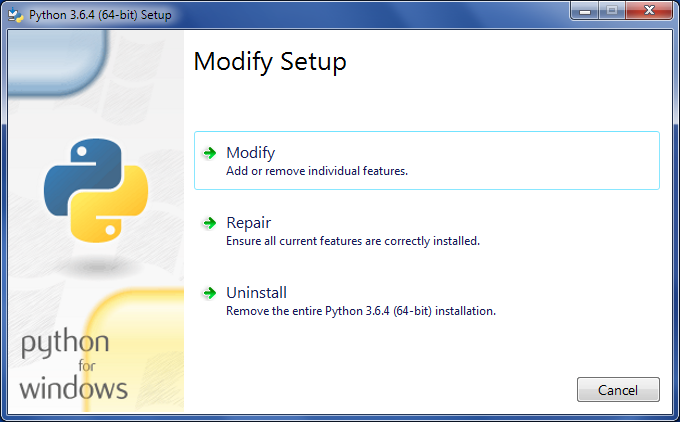 Python 3.6.4 (64-bit) Setup
Modify Setup
Modify
Add or remove individual features.
Repair
Ensure all current features are correctly installed.
Uninstall
Remove the entire Python 3.6.4 (64-bit) installation.
python
for
windows
Cancel